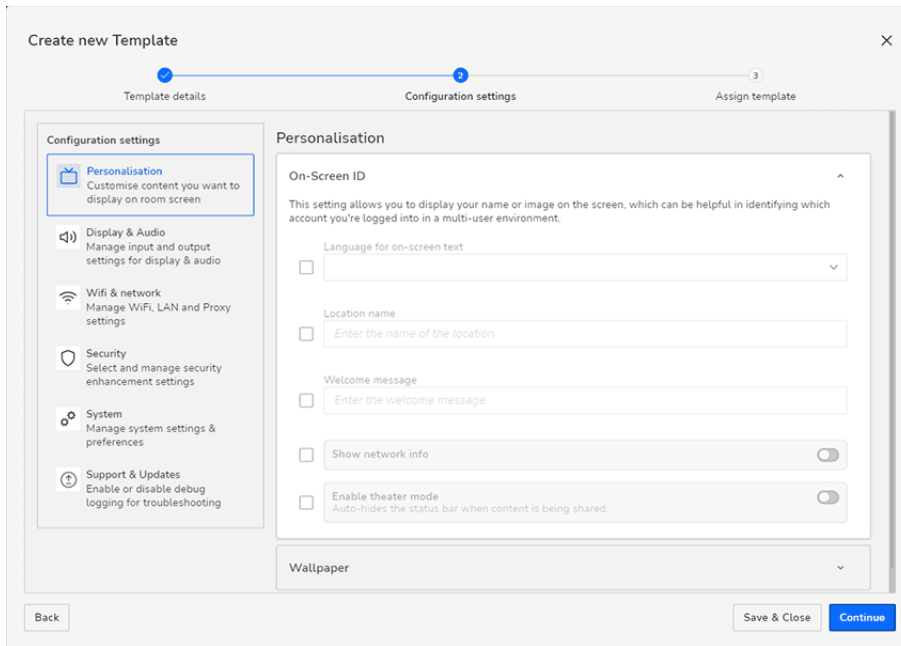 Create new Template
2
3
Template details
Configuration settings
Assign template
Configuration settings
Personalisation
Customise content you want to
display on room screen
Display & Audio
Manage input and output
settings for display & audio
Wifi & network
Manage WiFi, LAN and Proxy
settings
Security
Select and manage security
enhancement settings
System
Manage system settings &
preferences
Support & Updates
Enable or disable debug
logging for troubleshooting
Personalisation
On-Screen ID
This setting allows you to display your name or image on the screen, which can be helpful in identifying which
account you're logged into in a multi-user environment.
Language for on-screen text
Location name
Enter the name of the location
Welcome message
Enter the welcome message
Show network info
Enable theater mode
Auto-hides the status bar when content is being shared.
Wallpaper
Back
Save & Close
Continue